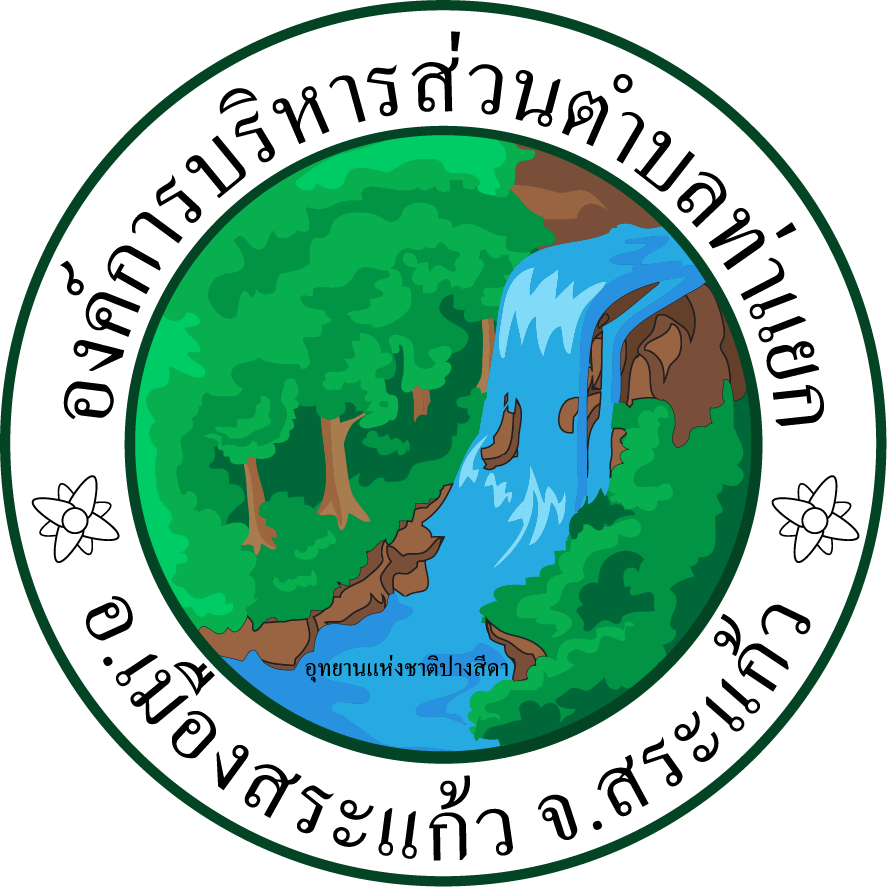 องค์การบริหารส่วนตำบลท่าแยก
อุทยานแห่งชาติปางสีดา
อ.เมืองสระแก้ว จ.สระแก้ว